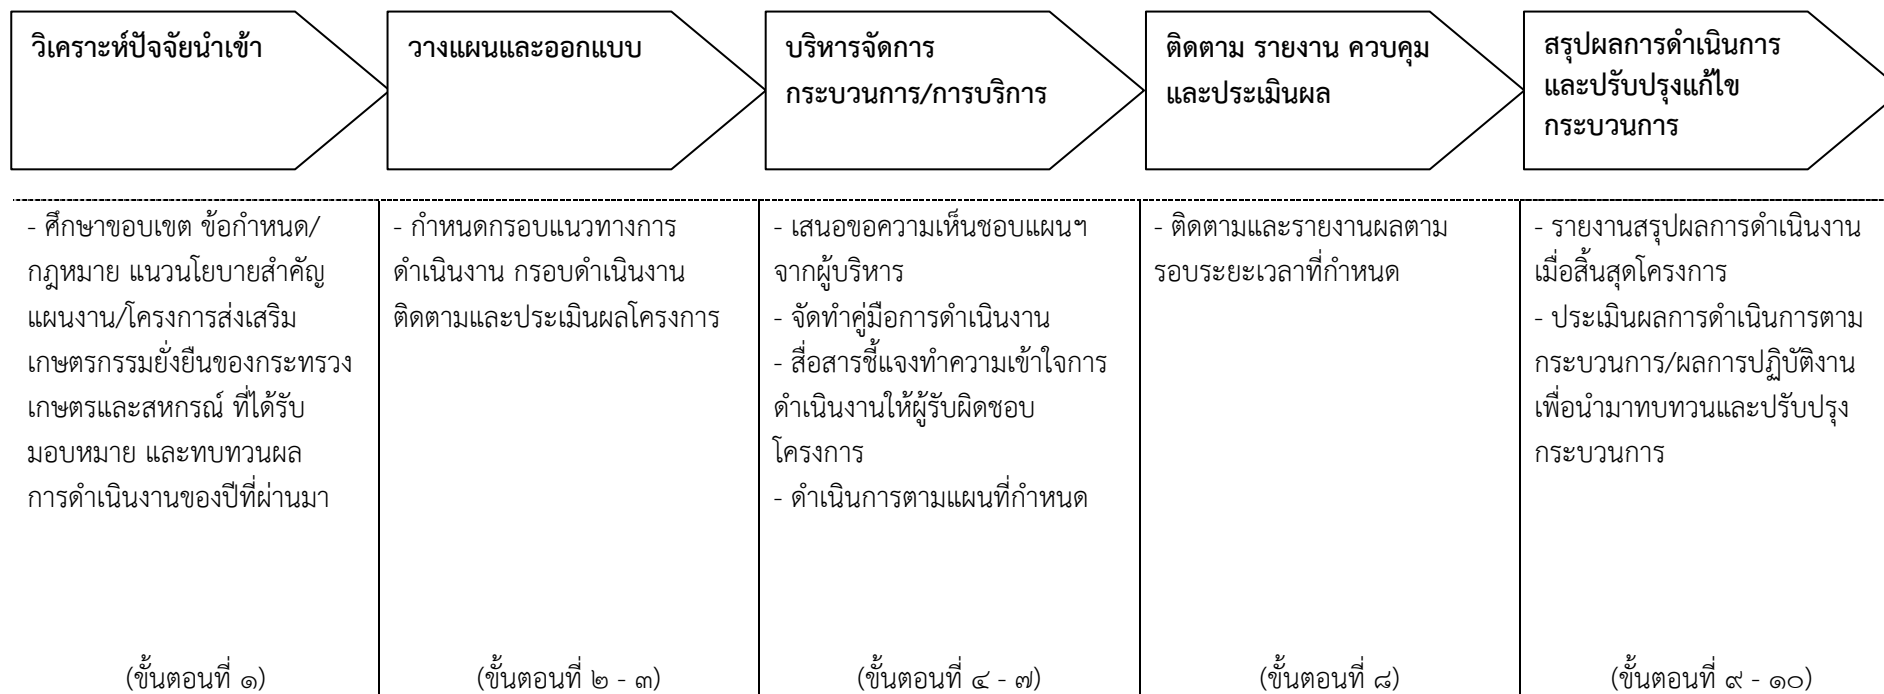 วิเคราะห์ปัจจัยนำเข้า
วางแผนและออกแบบ
บริหารจัดการ
กระบวนการ/การบริการ
ติดตาม รายงาน ควบคุม
และประเมินผล
สรุปผลการดำเนินการ
และปรับปรุงแก้ไข
กระบวนการ
- ศึกษาขอบเขต ข้อกำหนด/
กฎหมาย แนวนโยบายสำคัญ
แผนงาน/โครงการส่งเสริม
เกษตรกรรมยั่งยืนของกระทรวง
เกษตรและสหกรณ์ ที่ได้รับ
มอบหมาย และทบทวนผล
การดำเนินงานของปีที่ผ่านมา
(ขั้นตอนที่ ๑)
- กำหนดกรอบแนวทางการ
ดำเนินงาน กรอบดำเนินงาน
ติดตามและประเมินผลโครงการ
(ขั้นตอนที่ ๒ - ๓)
- เสนอขอความเห็นชอบแผนฯ
จากผู้บริหาร
- จัดทำคู่มือการดำเนินงาน
- สื่อสารชี้แจงทำความเข้าใจการ
ดำเนินงานให้ผู้รับผิดชอบ
โครงการ
- ดำเนินการตามแผนที่กำหนด
(ขั้นตอนที่ ๔ - ๗)
- ติดตามและรายงานผลตาม
รอบระยะเวลาที่กำหนด
(ขั้นตอนที่ ๘)
- รายงานสรุปผลการดำเนินงาน
เมื่อสิ้นสุดโครงการ
- ประเมินผลการดำเนินการตาม
กระบวนการ/ผลการปฏิบัติงาน
เพื่อนำมาทบทวนและปรับปรุง
กระบวนการ
(ขั้นตอนที่ ๙ - ๑๐)